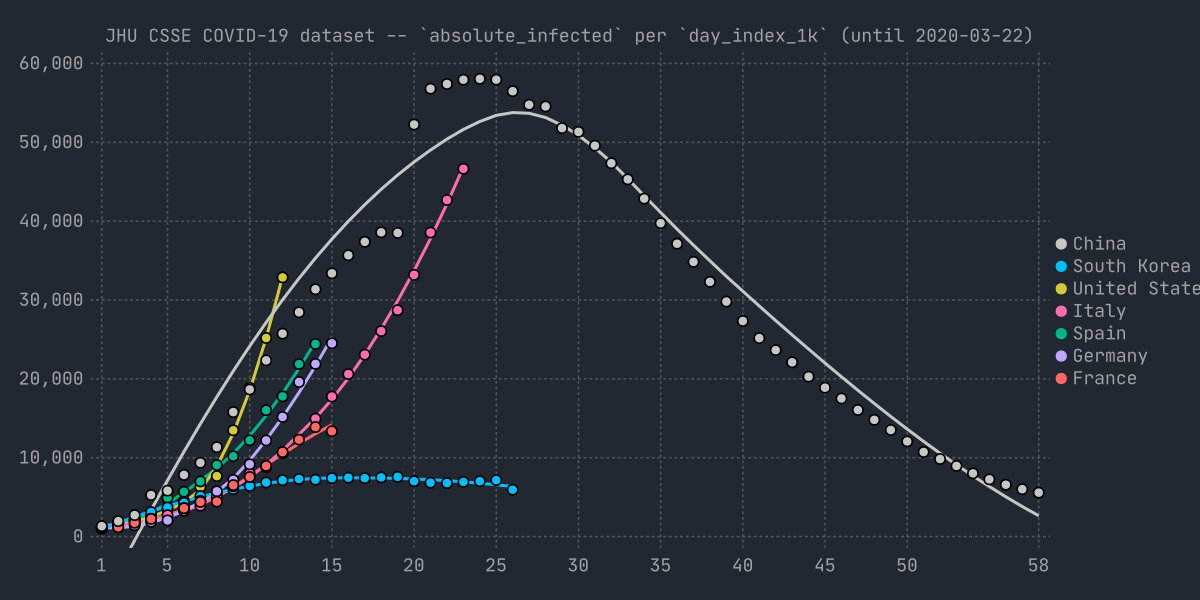 JHU CSSE COVID-19 dataset -- `absolute_infected` per `day_index_1k` (until 2020-03-22)
60,000
50,000
40,000
30,000
20,000
10,000
0
1 5 10 15 20 25 30 35 40 45 50 58
China
South Korea
United State
Italy
Spain
Germany
France